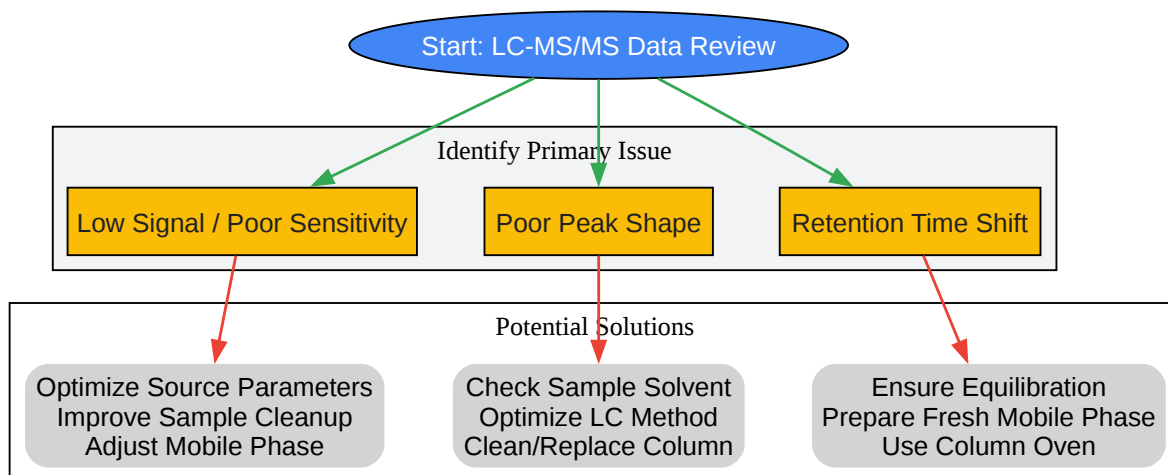 Start: LC-MS/MS Data Review
Identify Primary Issue
Low Signal / Poor Sensitivity
Poor Peak Shape
Retention Time Shift
Potential Solutions
Optimize Source Parameters
Improve Sample Cleanup
Adjust Mobile Phase
Check Sample Solvent
Optimize LC Method
Clean/Replace Column
Ensure Equilibration
Prepare Fresh Mobile Phase
Use Column Oven